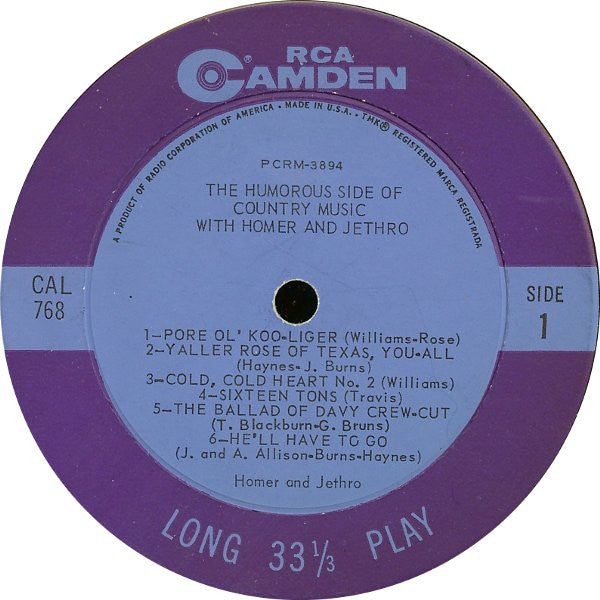 RCA
CAMDEN
®
A PRODUCT OF RADIO CORPORATION OF AMERICA • MADE IN U.S.A. • TMK® REGISTERED MARCA REGISTRADA
PCRM-3894
THE HUMOROUS SIDE OF
COUNTRY MUSIC
WITH HOMER AND JETHRO
CAL
768
SIDE
1
1—PORE OL' KOO-LIGER (Williams-Rose)
2—YALLER ROSE OF TEXAS, YOU-ALL
(Haynes-J. Burns)
3—COLD, COLD HEART No. 2 (Williams)
4—SIXTEEN TONS (Travis)
5—THE BALLAD OF DAVY CREW-CUT
(T. Blackburn-G. Bruns)
6—HE'LL HAVE TO GO
(J. and A. Allison-Burns-Haynes)
Homer and Jethro
LONG 33⅓ PLAY